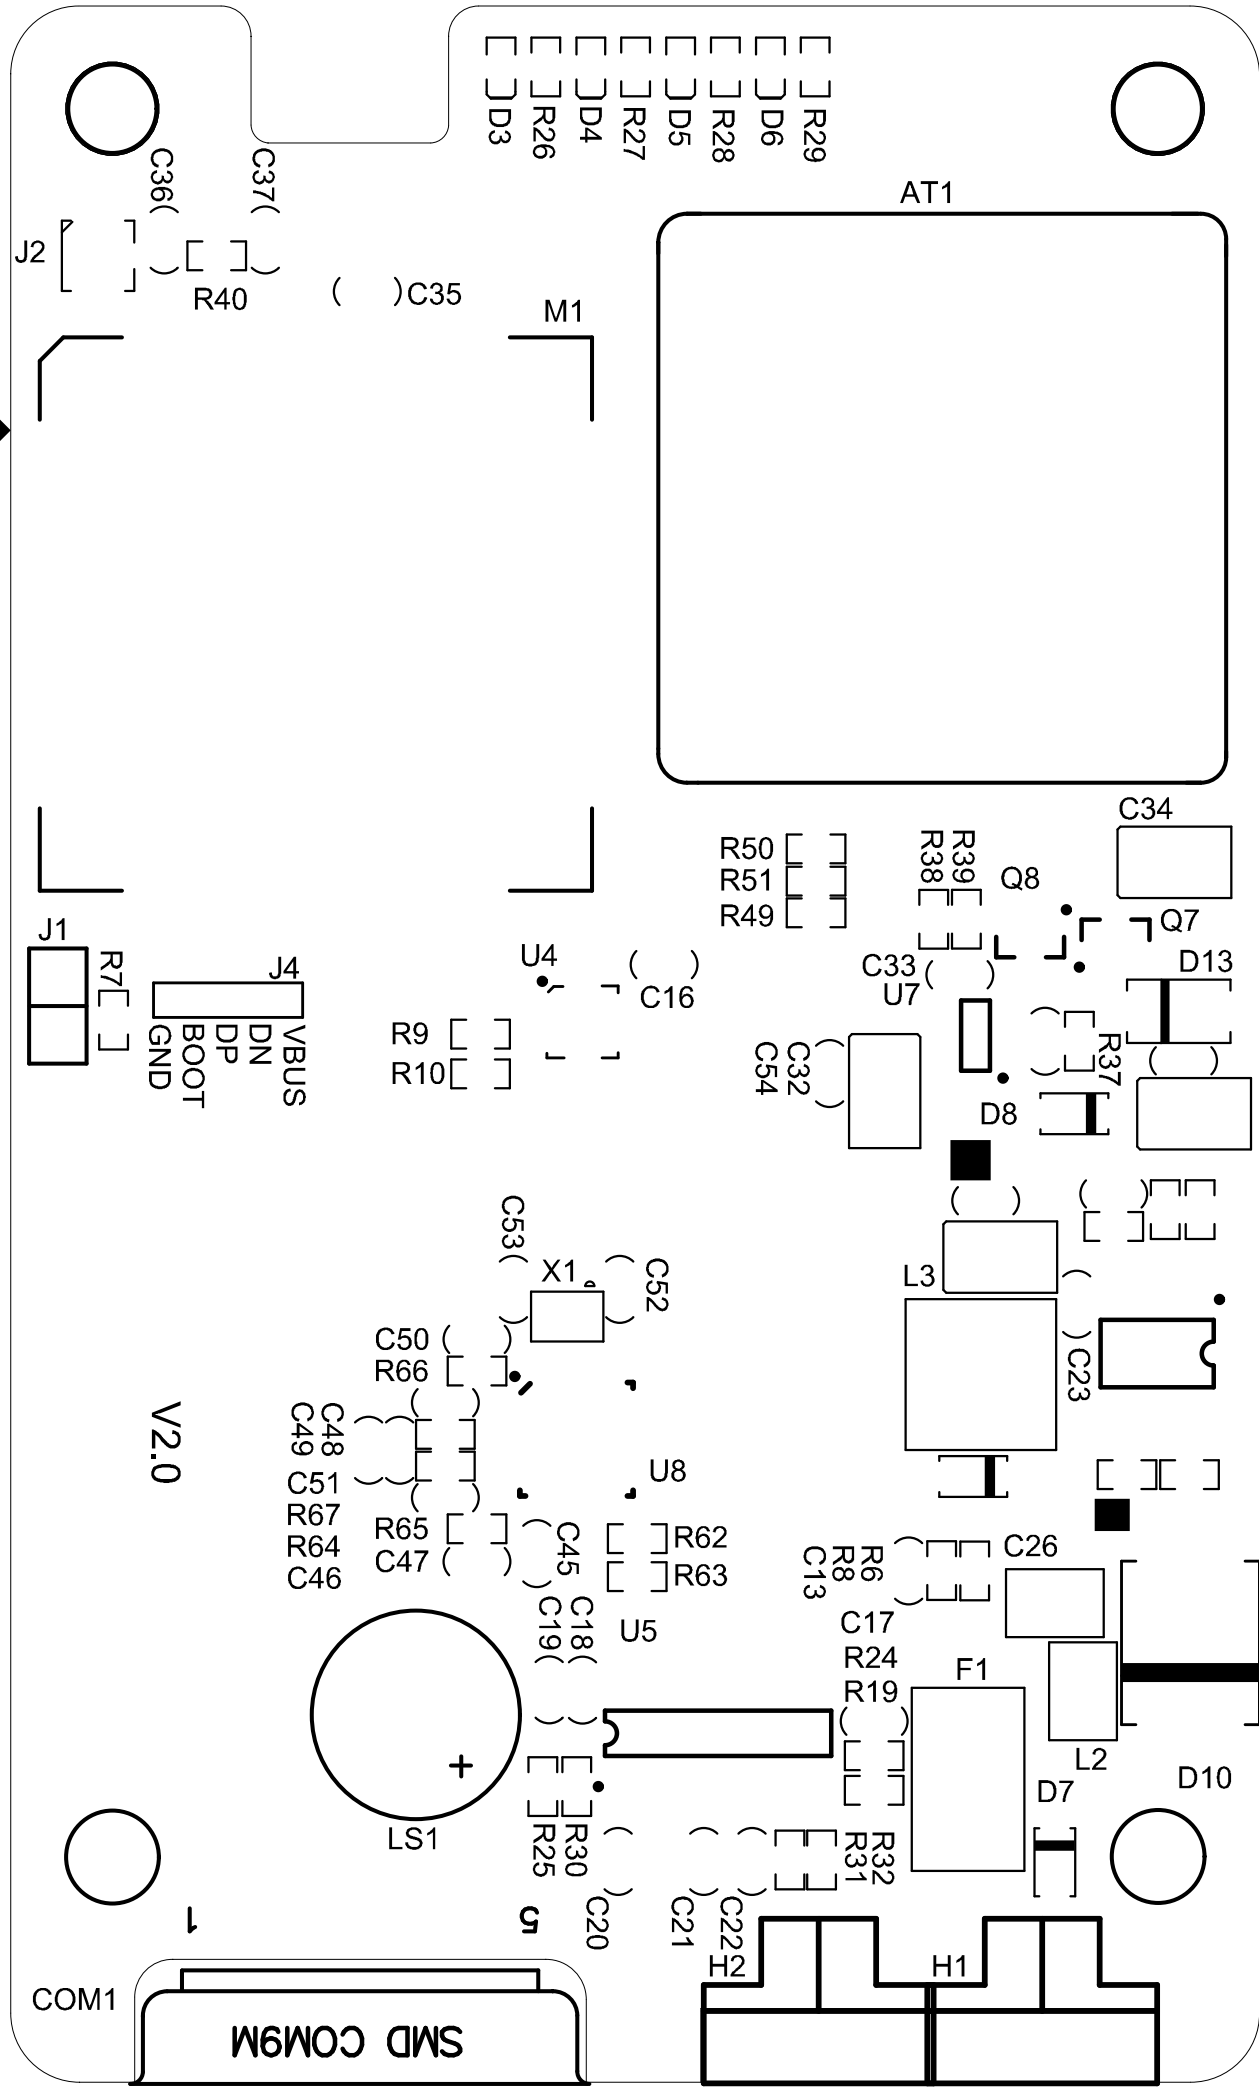 D3
R26
D4
R27
D5
R28
D6
R29
C36
C37
AT1
J2
R40
C35
M1
C34
R50
R51
R49
R38
R39
Q8
Q7
J1
R7
J4
GND
BOOT
DP
DN
VBUS
U4
C16
C33
U7
D13
R9
R10
C54
C32
R37
D8
C53
X1
C52
L3
C50
R66
C23
V2.0
C49
C48
C51
R67
R64
C46
R65
C47
U8
C45
R62
R63
C19
C18
U5
C13
R8
R6
C26
C17
R24
R19
F1
L2
D7
D10
+
LS1
R25
R30
R31
R32
C20
C21
C22
1
5
H2
H1
COM1
SMD COM9M